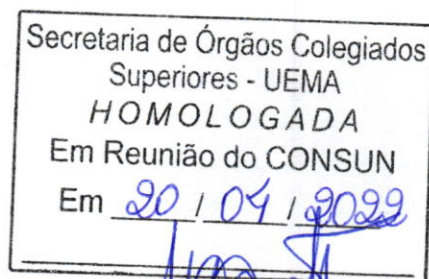 Secretaria de Órgãos Colegiados
Superiores - UEMA
HOMOLOGADA
Em Reunião do CONSUN
Em 20 / 04 / 2022